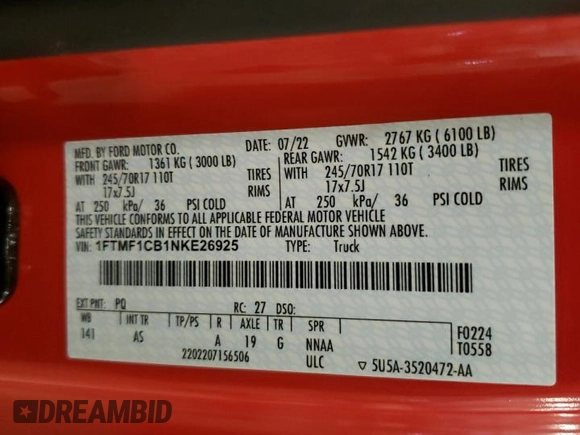 MFD. BY FORD MOTOR CO. DATE: 07/22 GVWR: 2767 KG ( 6100 LB)
FRONT GAWR: 1361 KG ( 3000 LB) REAR GAWR: 1542 KG ( 3400 LB)
WITH 245/70R17 110T TIRES WITH 245/70R17 110T TIRES
17x7.5J RIMS 17x7.5J RIMS
AT 250 kPa/ 36 PSI COLD AT 250 kPa/ 36 PSI COLD
THIS VEHICLE CONFORMS TO ALL APPLICABLE FEDERAL MOTOR VEHICLE
SAFETY STANDARDS IN EFFECT ON THE DATE OF MANUFACTURE SHOWN ABOVE.
VIN: 1FTMF1CB1NKE26925 TYPE: Truck
EXT PNT: PQ RC: 27 DSO:
WB INT TR TP/PS R AXLE TR SPR F0224
141 AS A 19 G NNAA T0558
2202207156506 ULC ▽ 5U5A-3520472-AA
DREAMBID